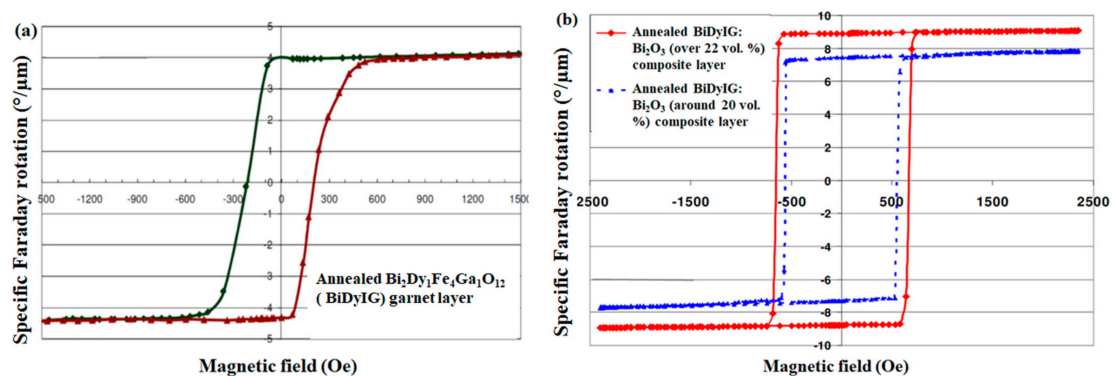 (a)
5
4
3
2
1
0
-1
-2
-3
-4
5
500 -1200 -900 -600 -300 0 300 600 900 1200 1500
Annealed Bi₂Dy₁Fe₄Ga₁O₁₂
( BiDyIG) garnet layer
Specific Faraday rotation (°/μm)
Magnetic field (Oe)
(b)
10
8
6
4
2
0
-2
-4
-6
-8
-10
2500 -1500 -500 500 1500 2500
Annealed BiDyIG:
Bi₂O₃ (over 22 vol. %)
composite layer
Annealed BiDyIG:
Bi₂O₃ (around 20 vol.
%) composite layer
Specific Faraday rotation (°/μm)
Magnetic field (Oe)